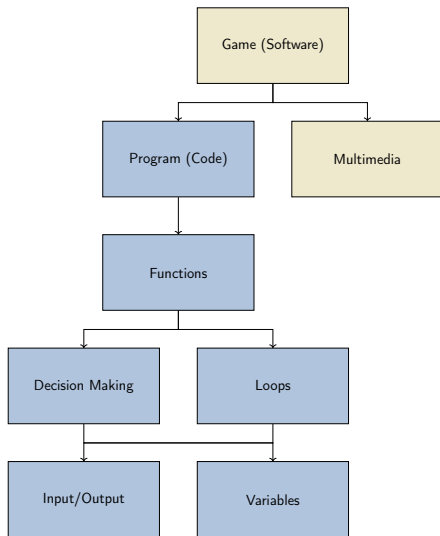 Game (Software)
Program (Code)
Multimedia
Functions
Decision Making
Loops
Input/Output
Variables